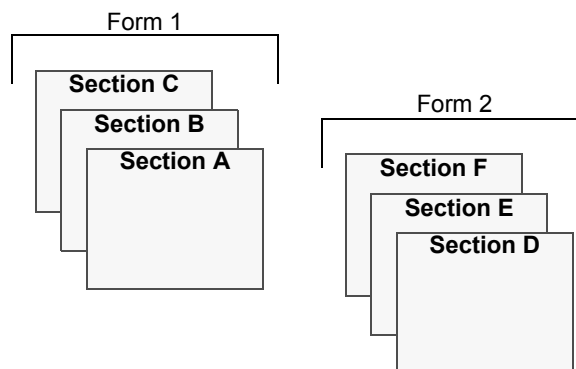 Form 1
Section C
Section B
Section A
Form 2
Section F
Section E
Section D